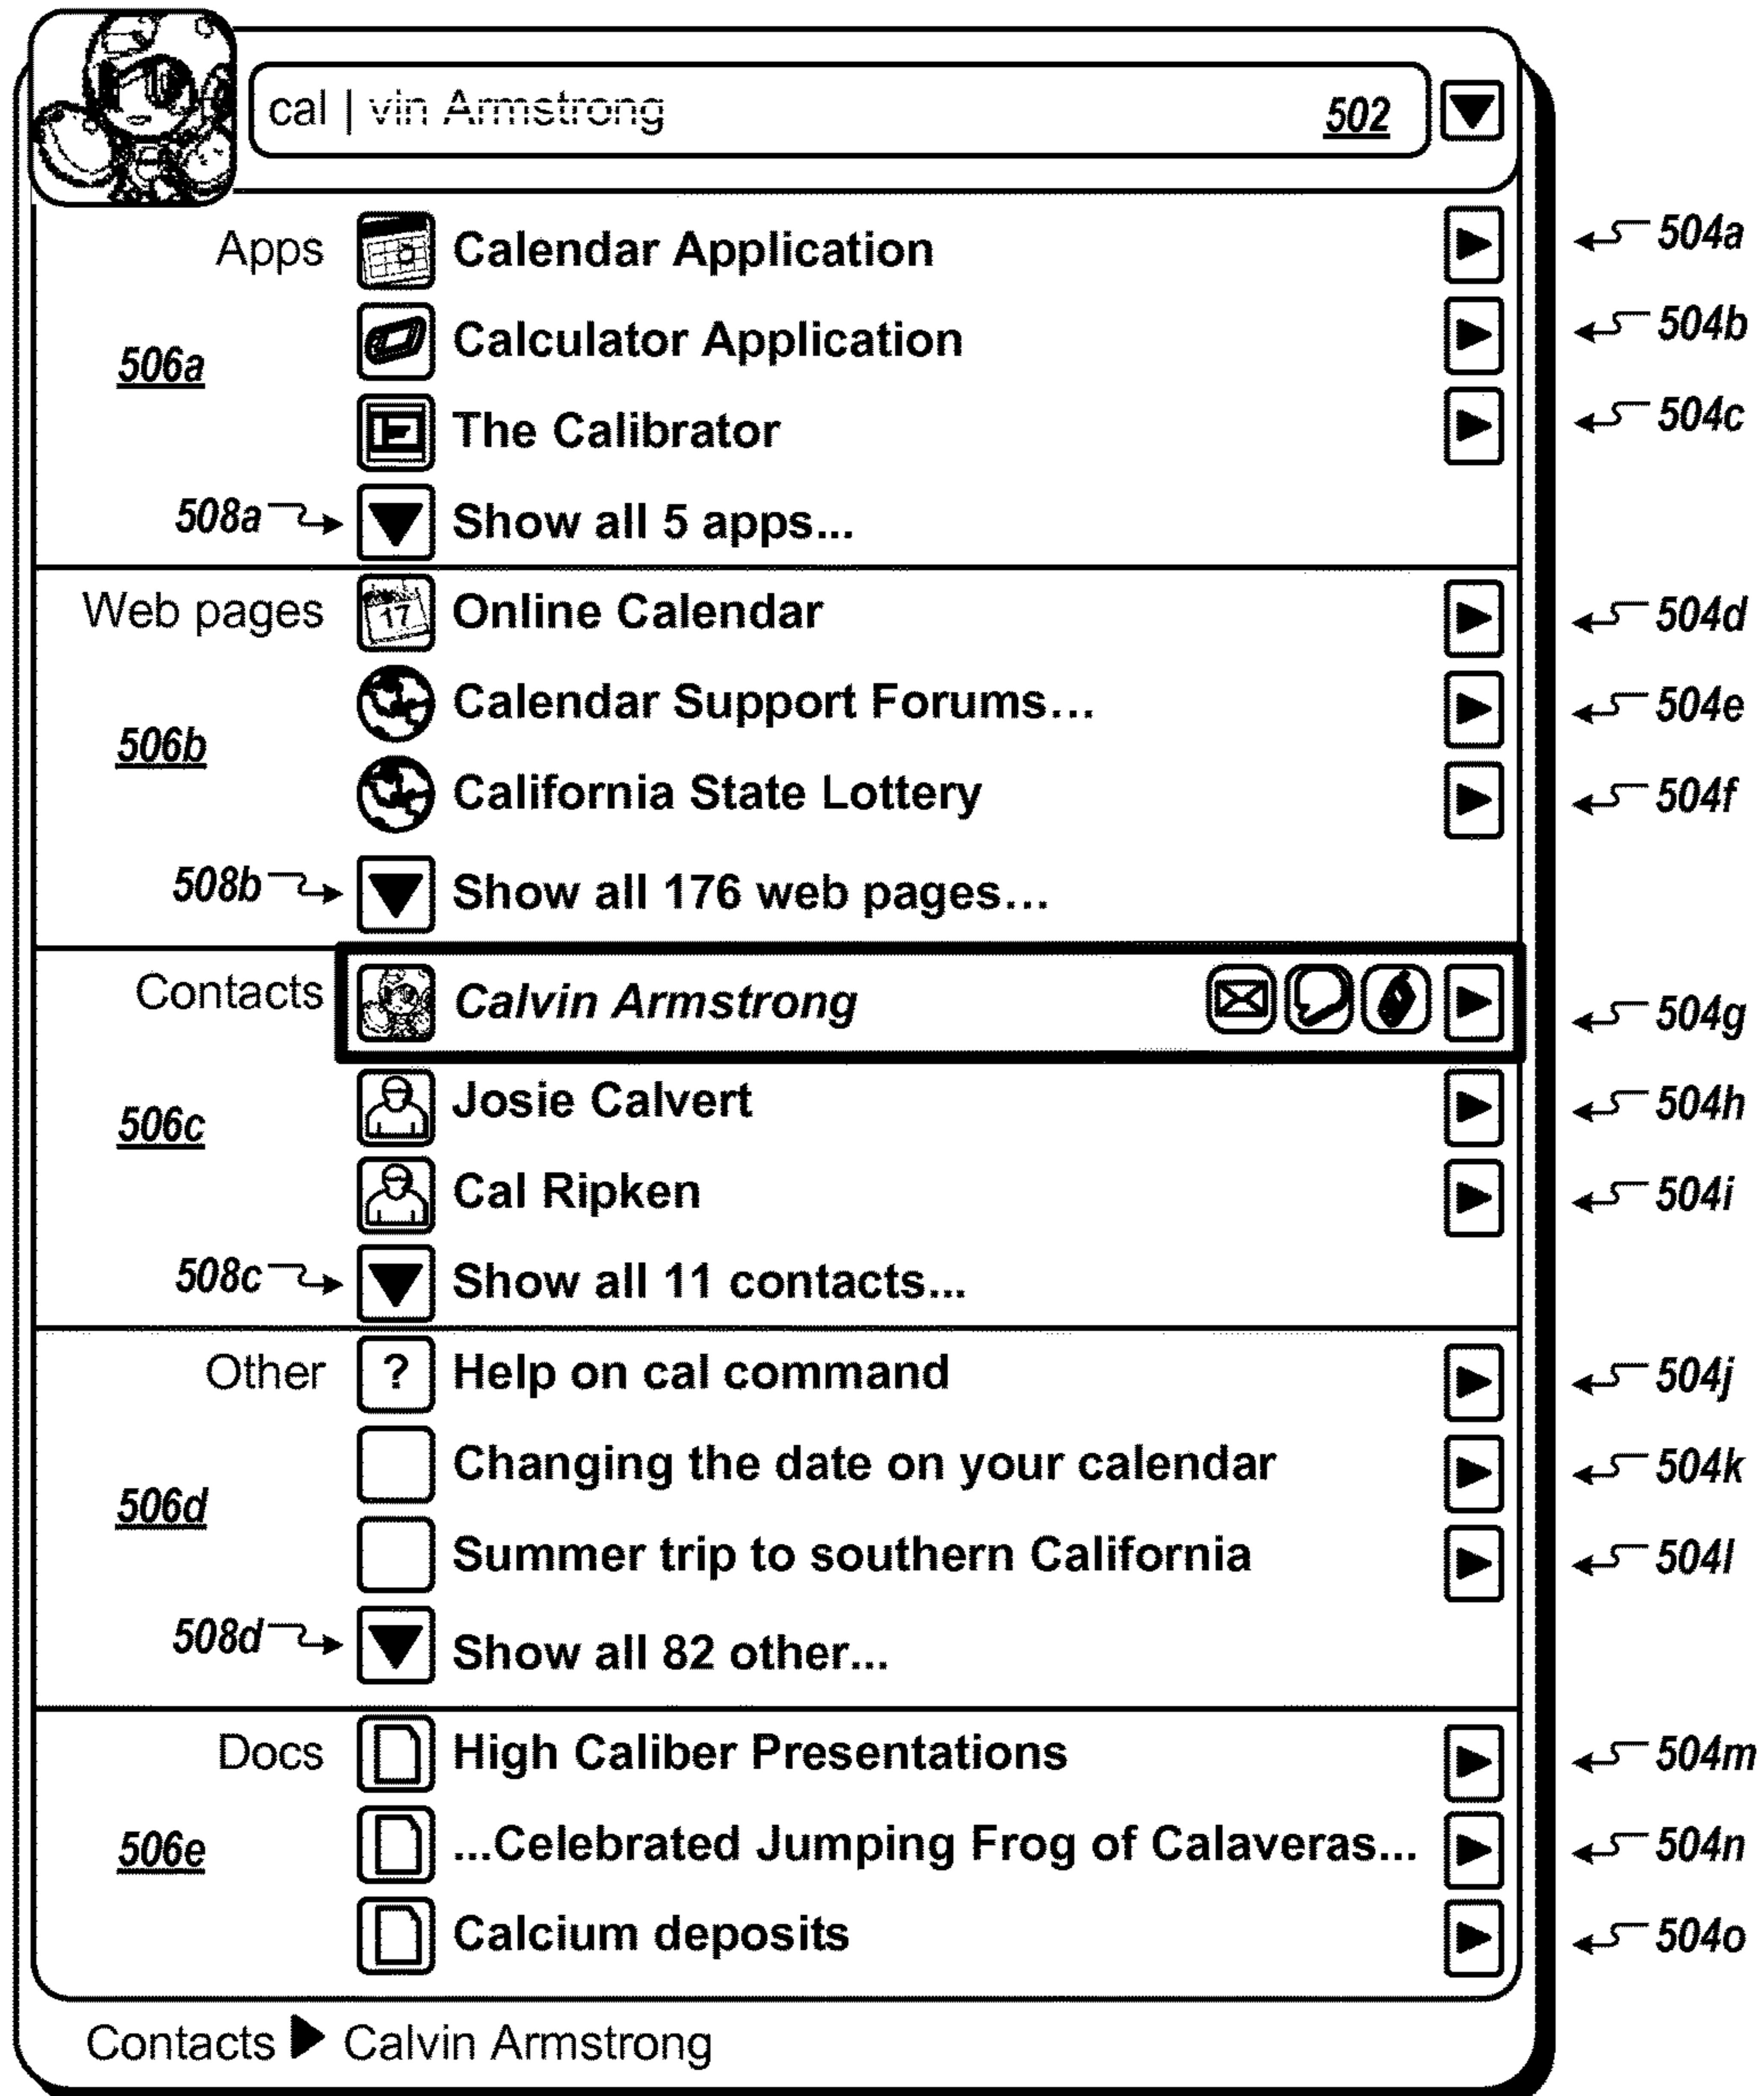 cal | vin Armstrong 502
Apps Calendar Application 504a
Calculator Application 504b
506a
The Calibrator 504c
508a Show all 5 apps...
Web pages 17 Online Calendar 504d
Calendar Support Forums... 504e
506b
California State Lottery 504f
508b Show all 176 web pages...
Contacts Calvin Armstrong 504g
Josie Calvert 504h
506c
Cal Ripken 504i
508c Show all 11 contacts...
Other ? Help on cal command 504j
Changing the date on your calendar 504k
506d
Summer trip to southern California 504l
508d Show all 82 other...
Docs High Caliber Presentations 504m
506e ...Celebrated Jumping Frog of Calaveras... 504n
Calcium deposits 504o
Contacts ▶ Calvin Armstrong